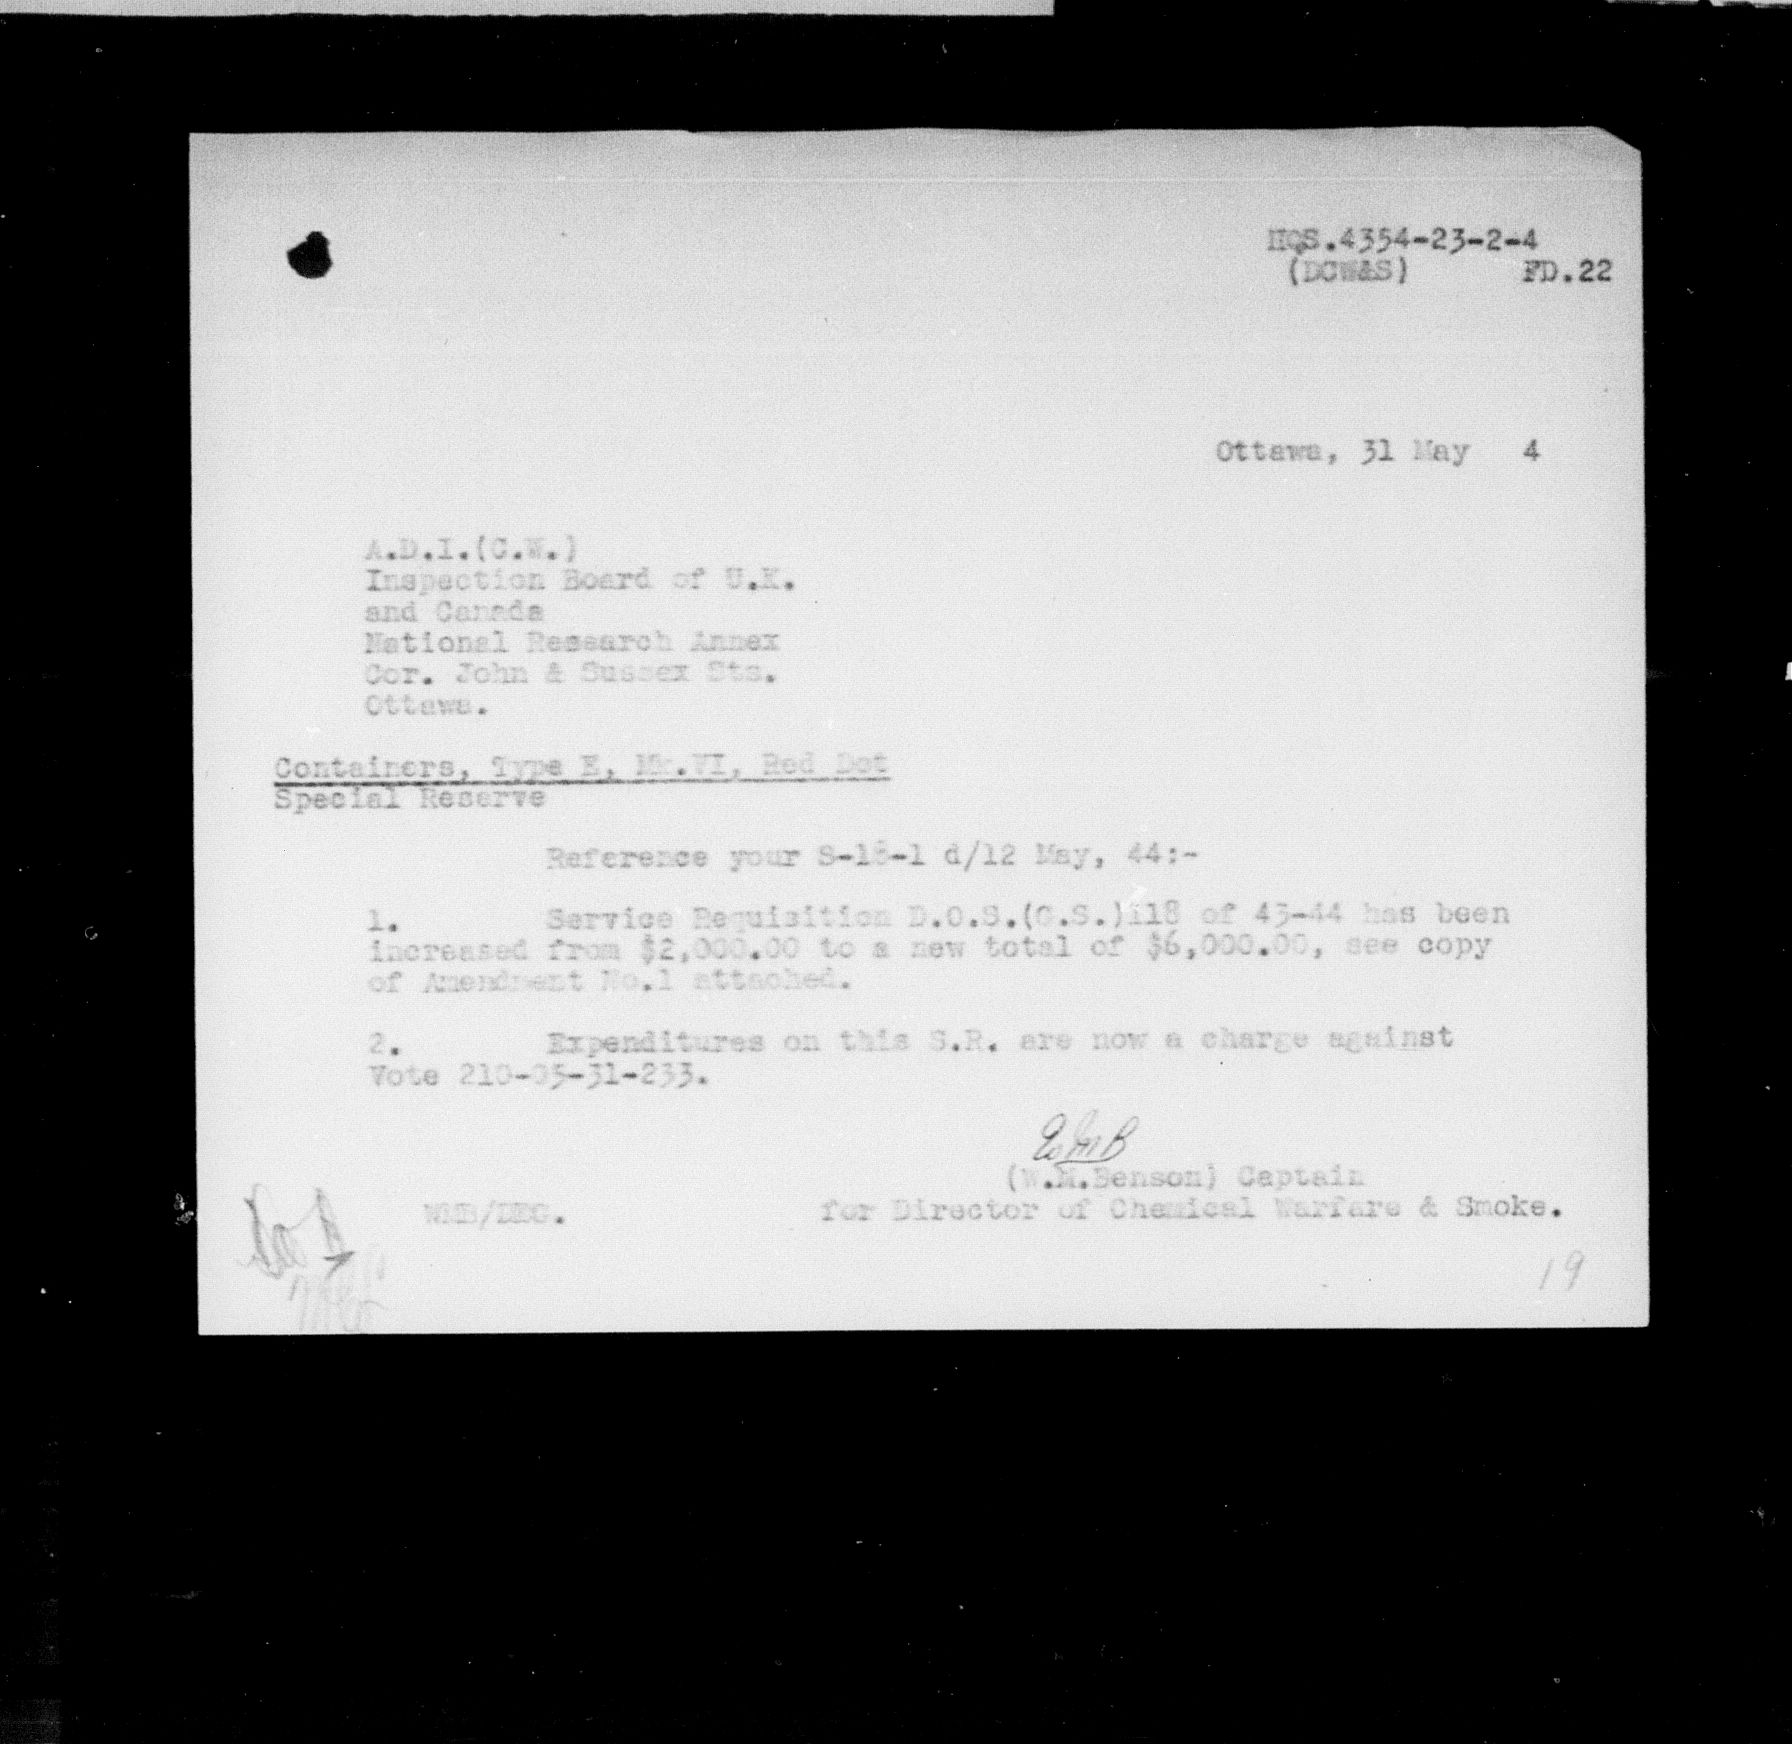 HQS.4354-23-2-4
(DCW&S) FD.22
Ottawa, 31 May 4
A.D.I.(C.W.)
Inspection Board of U.K.
and Canada
National Research Annex
Cor. John & Sussex Sts.
Ottawa.
Containers, Type E, Mk.VI, Red Dot
Special Reserve
Reference your S-18-1 d/12 May, 44:-
1. Service Requisition D.O.S.(C.S.)118 of 43-44 has been
increased from $2,000.00 to a new total of $6,000.00, see copy
of Amendment No.1 attached.
2. Expenditures on this S.R. are now a charge against
Vote 210-05-31-233.
WMB
(W.M.Benson) Captain
WMB/DEG. for Director of Chemical Warfare & Smoke.
19